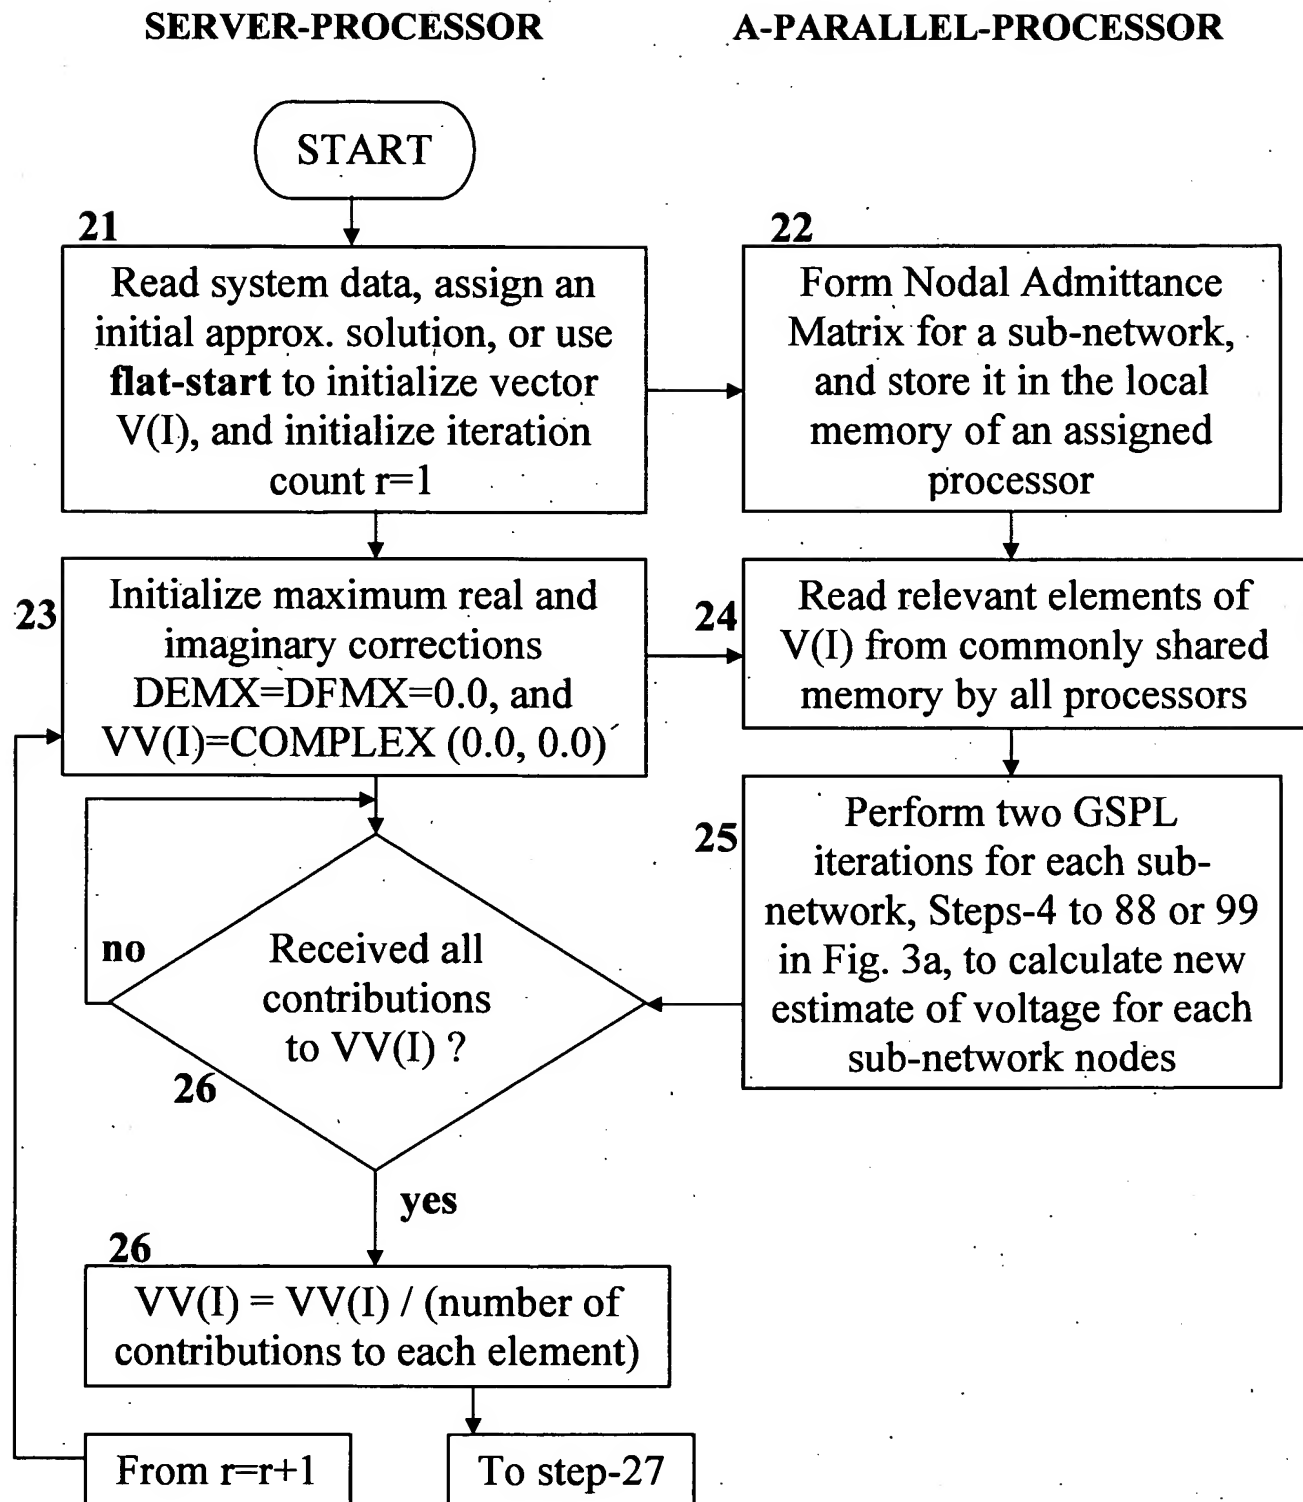 SERVER-PROCESSOR
A-PARALLEL-PROCESSOR
START
21
Read system data, assign an
initial approx. solution, or use
flat-start to initialize vector
V(I), and initialize iteration
count r=1
22
Form Nodal Admittance
Matrix for a sub-network,
and store it in the local
memory of an assigned
processor
23
Initialize maximum real and
imaginary corrections
DEMX=DFMX=0.0, and
VV(I)=COMPLEX (0.0, 0.0)
24
Read relevant elements of
V(I) from commonly shared
memory by all processors
25
Perform two GSPL
iterations for each sub-
network, Steps-4 to 88 or 99
in Fig. 3a, to calculate new
estimate of voltage for each
sub-network nodes
no
Received all
contributions
to VV(I) ?
26
yes
26
VV(I) = VV(I) / (number of
contributions to each element)
From r=r+1
To step-27